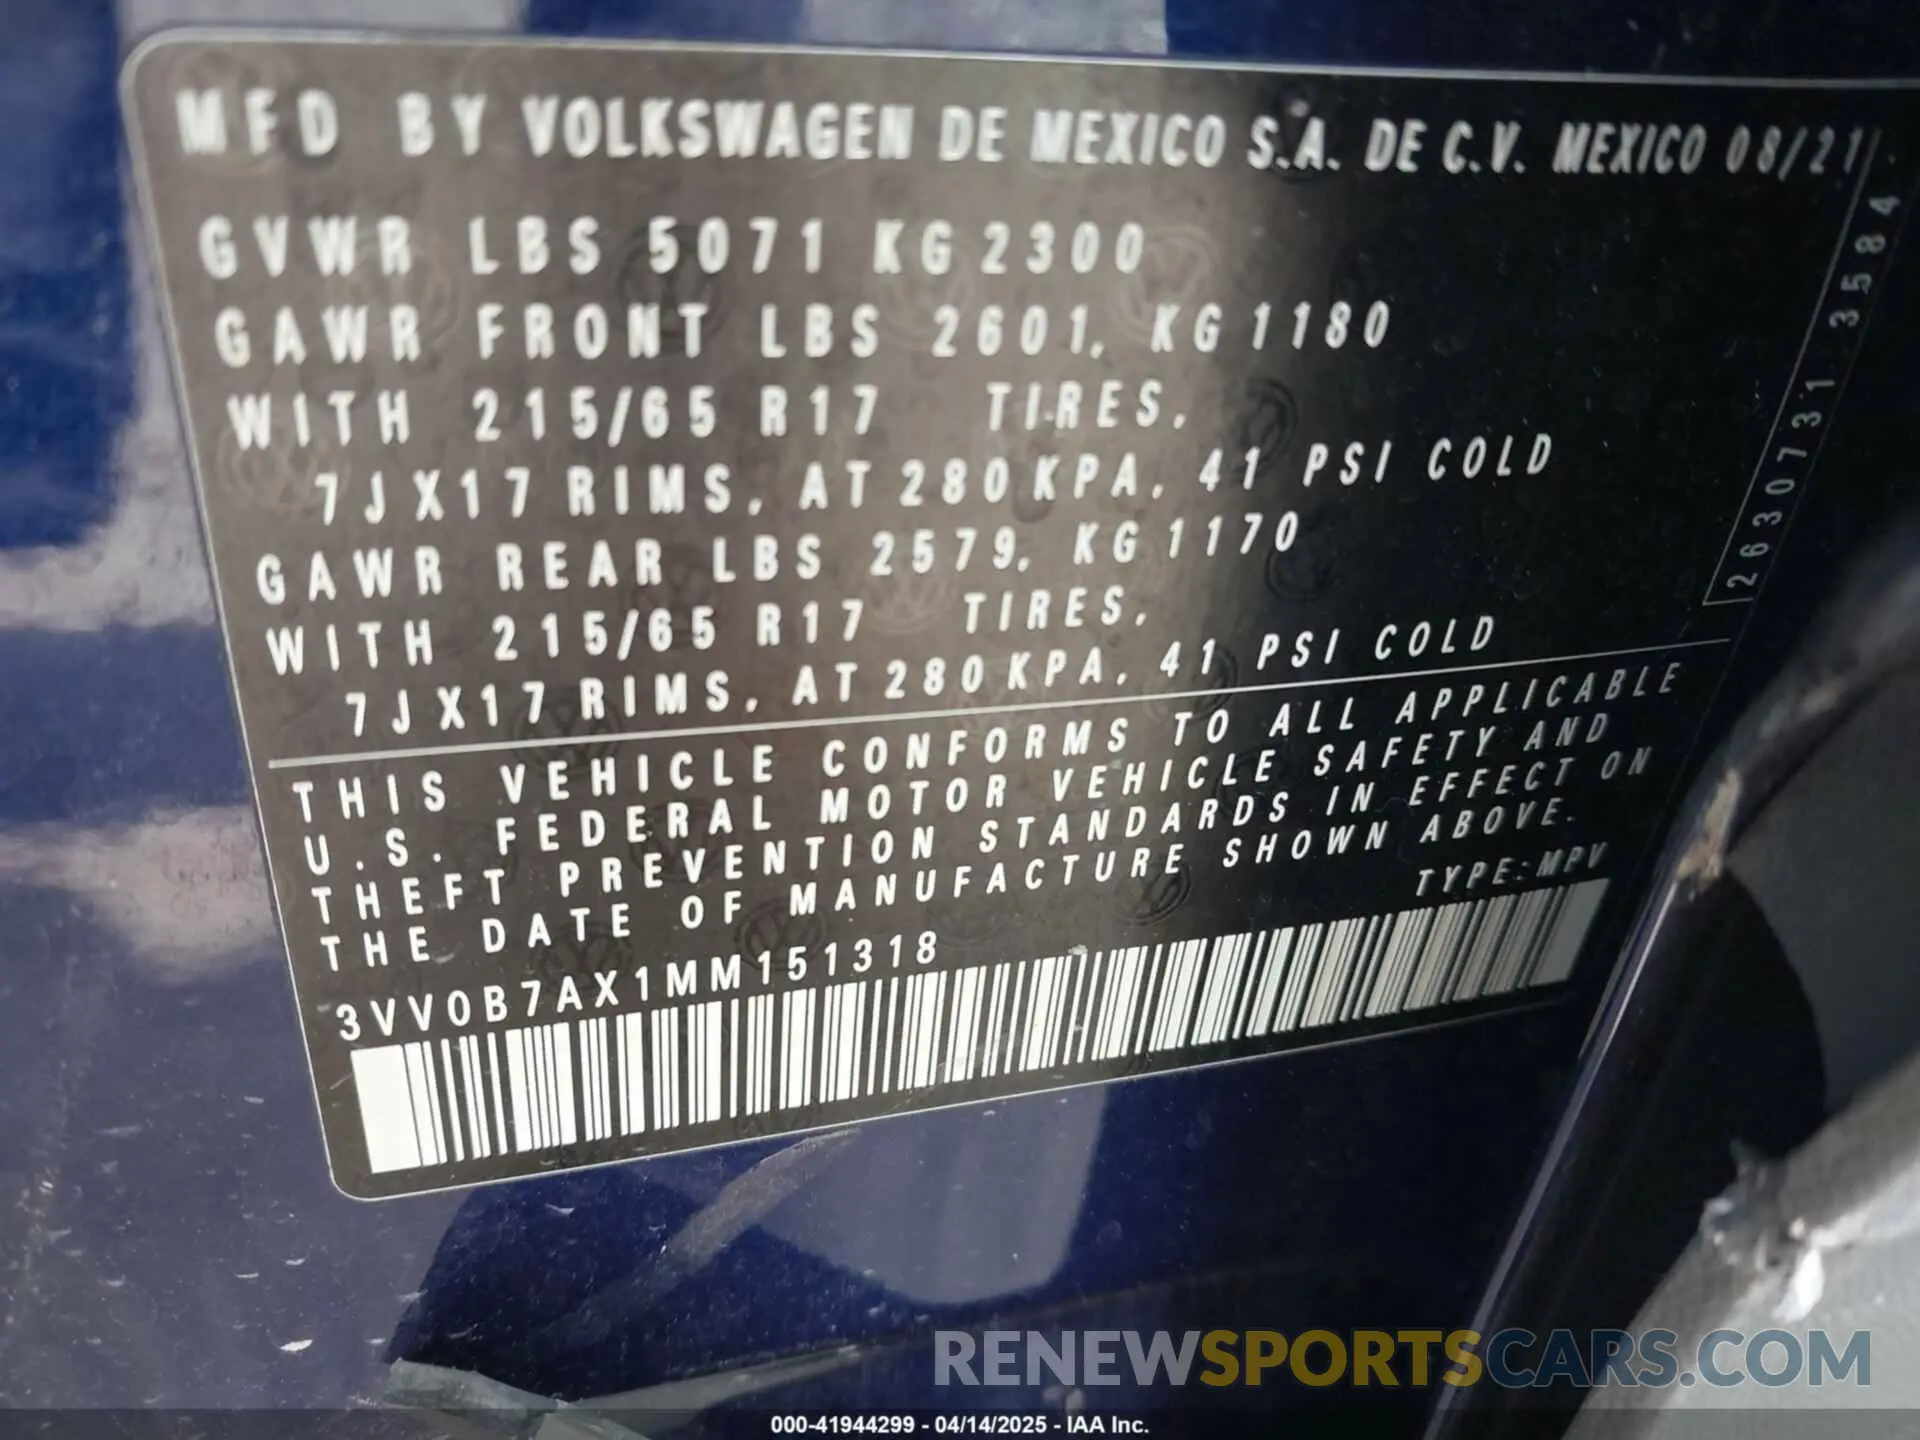 MFD BY VOLKSWAGEN DE MEXICO S.A. DE C.V. MEXICO 08/21
GVWR LBS 5071 KG 2300
GAWR FRONT LBS 2601, KG 1180
WITH 215/65 R17 TIRES,
7JX17 RIMS, AT 280 KPA, 41 PSI COLD
GAWR REAR LBS 2579, KG 1170
WITH 215/65 R17 TIRES,
7JX17 RIMS, AT 280 KPA, 41 PSI COLD
2630731 3584
THIS VEHICLE CONFORMS TO ALL APPLICABLE
U.S. FEDERAL MOTOR VEHICLE SAFETY AND
THEFT PREVENTION STANDARDS IN EFFECT ON
THE DATE OF MANUFACTURE SHOWN ABOVE.
TYPE:MPV
3VV0B7AX1MM151318
RENEWSPORTSCARS.COM
000-41944299 - 04/14/2025 - IAA Inc.